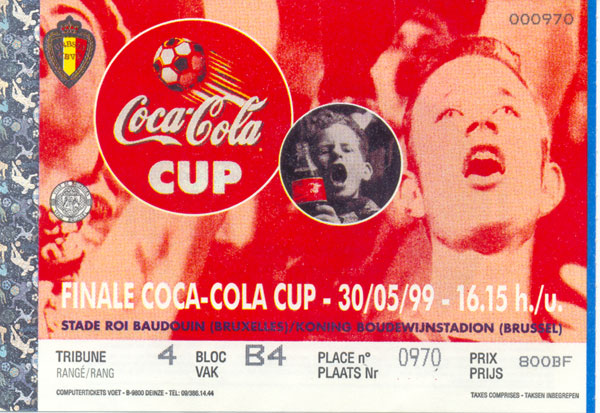 000970
Coca-Cola
CUP
FINALE COCA-COLA CUP - 30/05/99 - 16.15 h./u.
STADE ROI BAUDOUIN (BRUXELLES)/KONING BOUDEWIJNSTADION (BRUSSEL)
TRIBUNE 4 BLOC B4 PLACE n° 0970 PRIX 800BF
RANGÉ/RANG VAK PLAATS Nr PRIJS
COMPUTERTICKETS VOET - B-9800 DEINZE - TEL.: 09/386.14.44 TAXES COMPRISES - TAKSEN INBEGREPEN